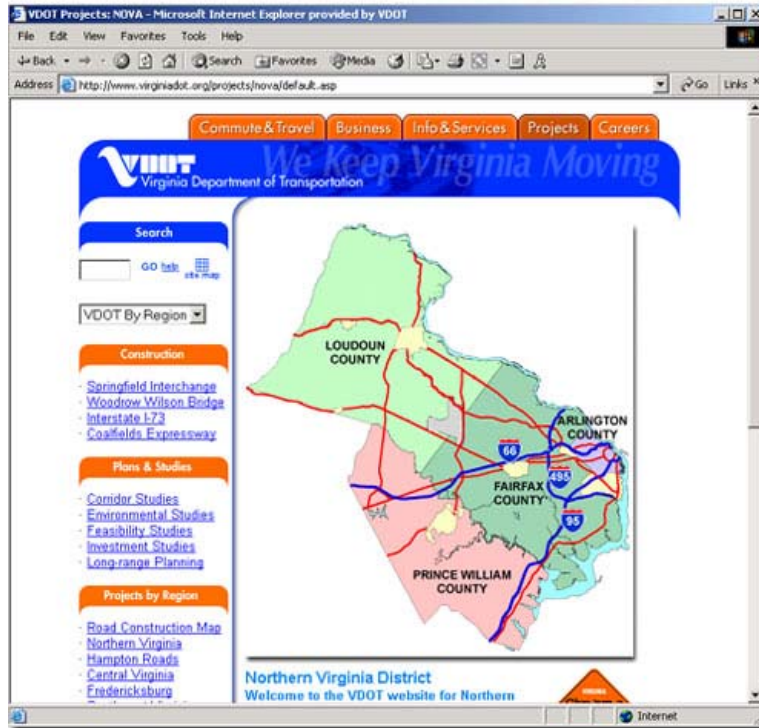 VDOT Projects: NOVA - Microsoft Internet Explorer provided by VDOT
File Edit View Favorites Tools Help
Back Search Favorites Media
Address http://www.virginiadot.org/projects/nova/default.asp Go Links
Commute & Travel Business Info & Services Projects Careers
VDOT We Keep Virginia Moving
Virginia Department of Transportation
Search
GO help site map
VDOT By Region
Construction
Springfield Interchange
Woodrow Wilson Bridge
Interstate I-73
Coalfields Expressway
Plans & Studies
Corridor Studies
Environmental Studies
Feasibility Studies
Investment Studies
Long-range Planning
Projects by Region
Road Construction Map
Northern Virginia
Hampton Roads
Central Virginia
Fredericksburg
LOUDOUN
COUNTY
ARLINGTON
COUNTY
66
495
FAIRFAX
COUNTY
95
PRINCE WILLIAM
COUNTY
Northern Virginia District
Welcome to the VDOT website for Northern
VIRGINIA
Internet